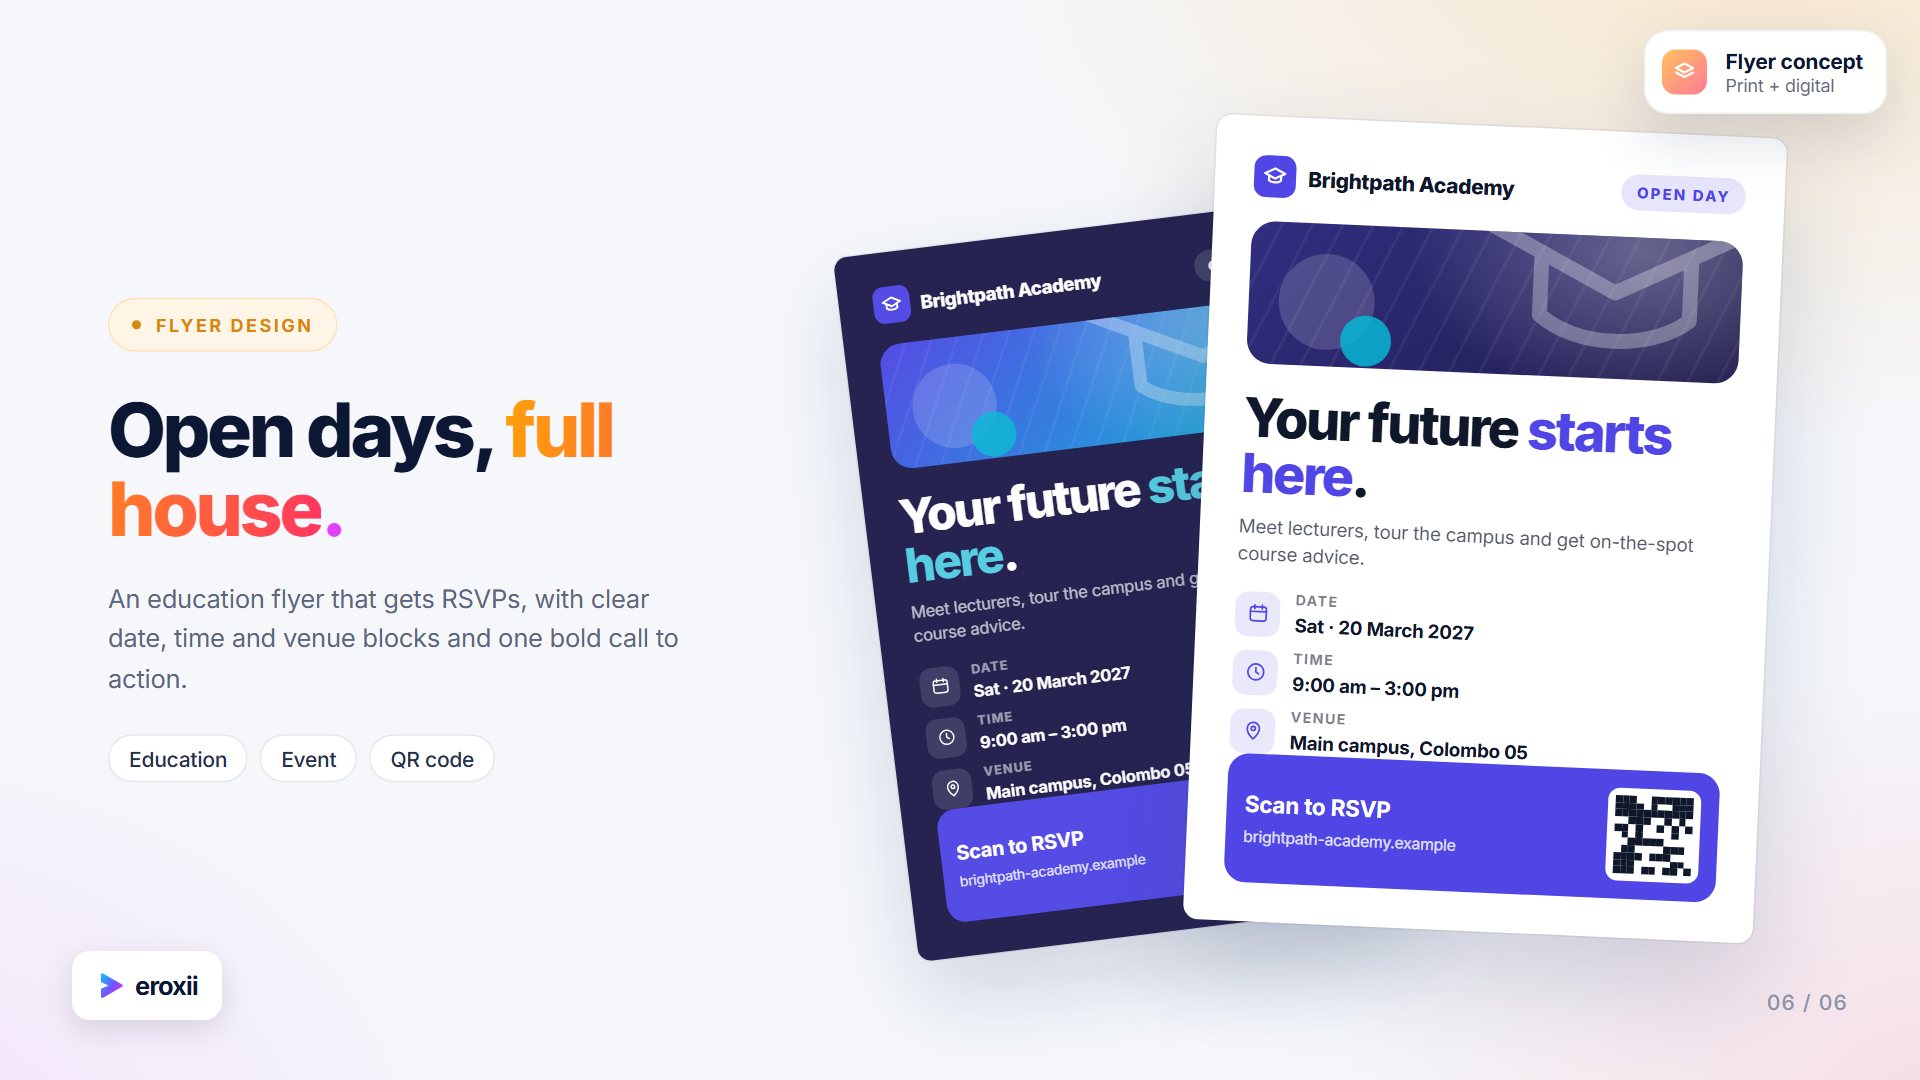 Flyer concept
Print + digital
FLYER DESIGN
Open days, full
house.
An education flyer that gets RSVPs, with clear
date, time and venue blocks and one bold call to
action.
Education
Event
QR code
eroxii
Brightpath Academy
Your future
here.
Meet lecturers, tour the campus and
course advice.
DATE
Sat · 20 March 2027
TIME
9:00 am – 3:00 pm
VENUE
Main campus, Colombo 05
Scan to RSVP
brightpath-academy.example
Brightpath Academy
OPEN DAY
Your future starts
here.
Meet lecturers, tour the campus and get on-the-spot
course advice.
DATE
Sat · 20 March 2027
TIME
9:00 am – 3:00 pm
VENUE
Main campus, Colombo 05
Scan to RSVP
brightpath-academy.example
06 / 06